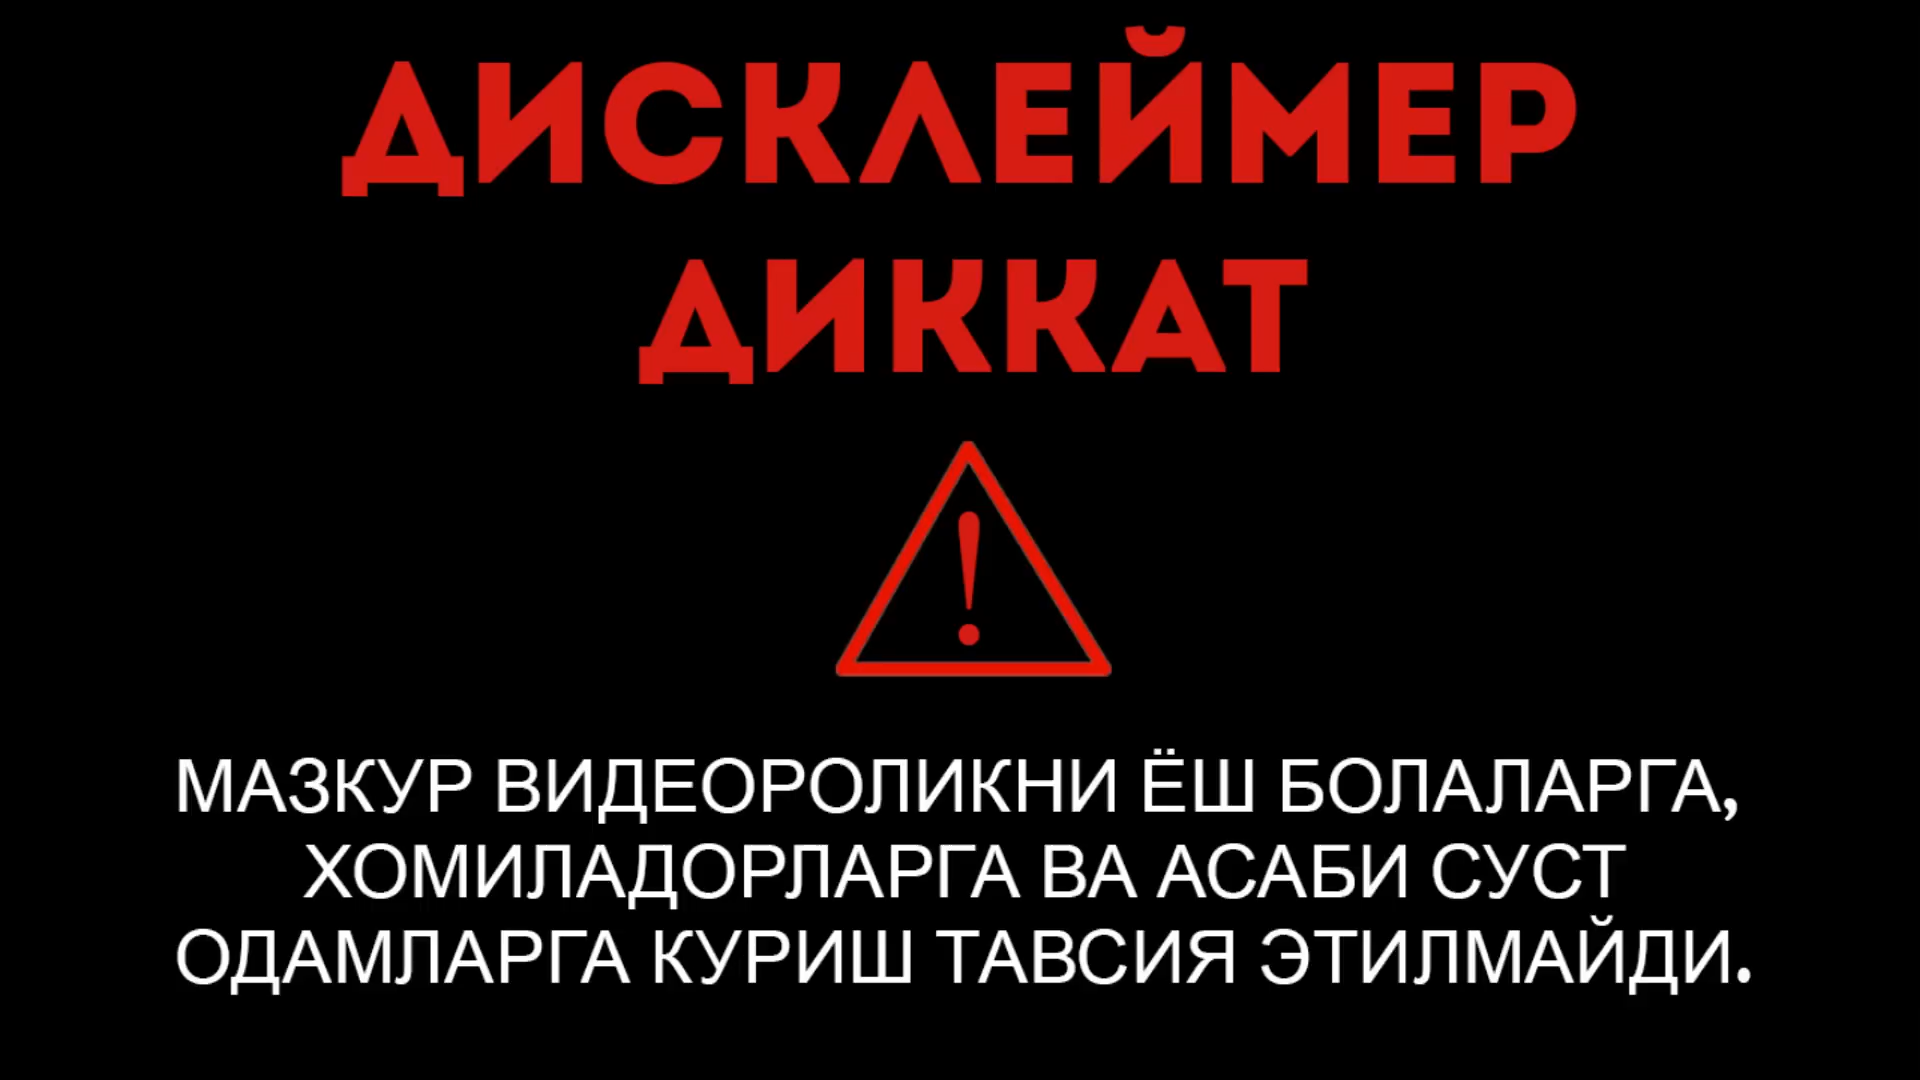 ДИСКЛЕЙМЕР
ДИККАТ
!
МАЗКУР ВИДЕОРОЛИКНИ ЁШ БОЛАЛАРГА,
ХОМИЛАДОРЛАРГА ВА АСАБИ СУСТ
ОДАМЛАРГА КУРИШ ТАВСИЯ ЭТИЛМАЙДИ.